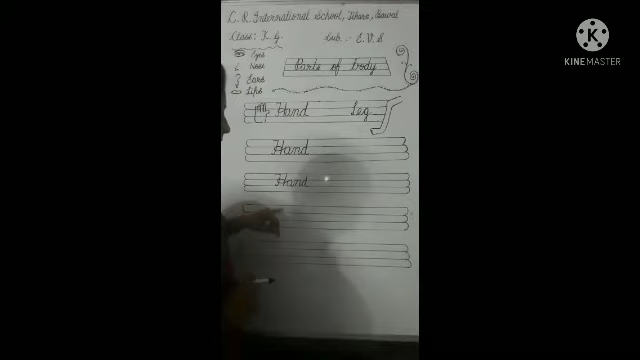 C. R. International School,
Class: K. G. Sub. :- E. V. S
Eyes
Nose
Ears
Lips
Parts of body
Hand Leg
Hand
Hand
K
KINEMASTER